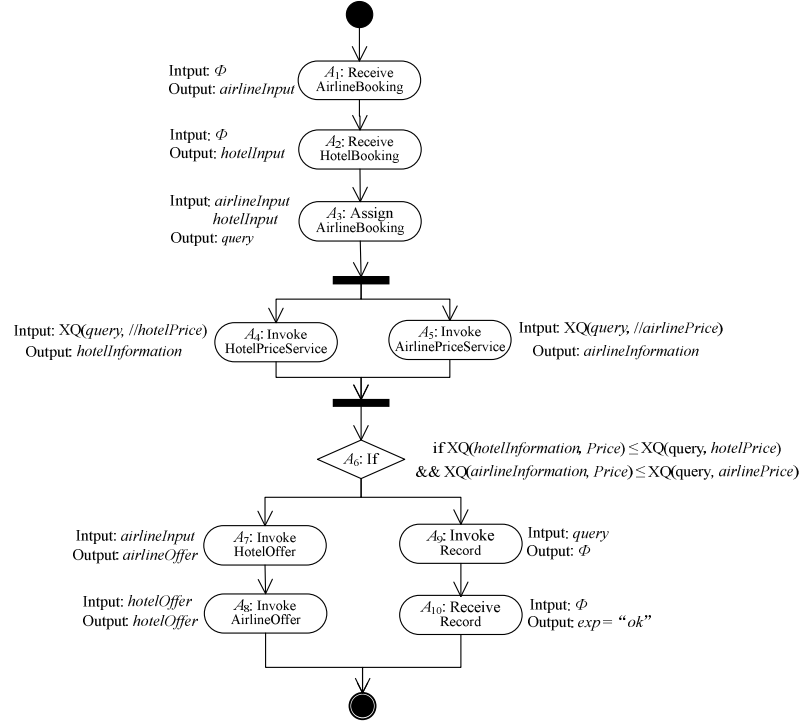 Intput: Φ
Output: airlineInput
A1: Receive
AirlineBooking
Intput: Φ
Output: hotelInput
A2: Receive
HotelBooking
Intput: airlineInput
hotelInput
Output: query
A3: Assign
AirlineBooking
Intput: XQ(query, //hotelPrice)
Output: hotelInformation
A4: Invoke
HotelPriceService
A5: Invoke
AirlinePriceService
Intput: XQ(query, //airlinePrice)
Output: airlineInformation
A6: If
if XQ(hotelInformation, Price) ≤ XQ(query, hotelPrice)
&& XQ(airlineInformation, Price) ≤ XQ(query, airlinePrice)
Intput: airlineInput
Output: airlineOffer
A7: Invoke
HotelOffer
A9: Invoke
Record
Intput: query
Output: Φ
Intput: hotelOffer
Output: hotelOffer
A8: Invoke
AirlineOffer
A10: Receive
Record
Intput: Φ
Output: exp = “ok”